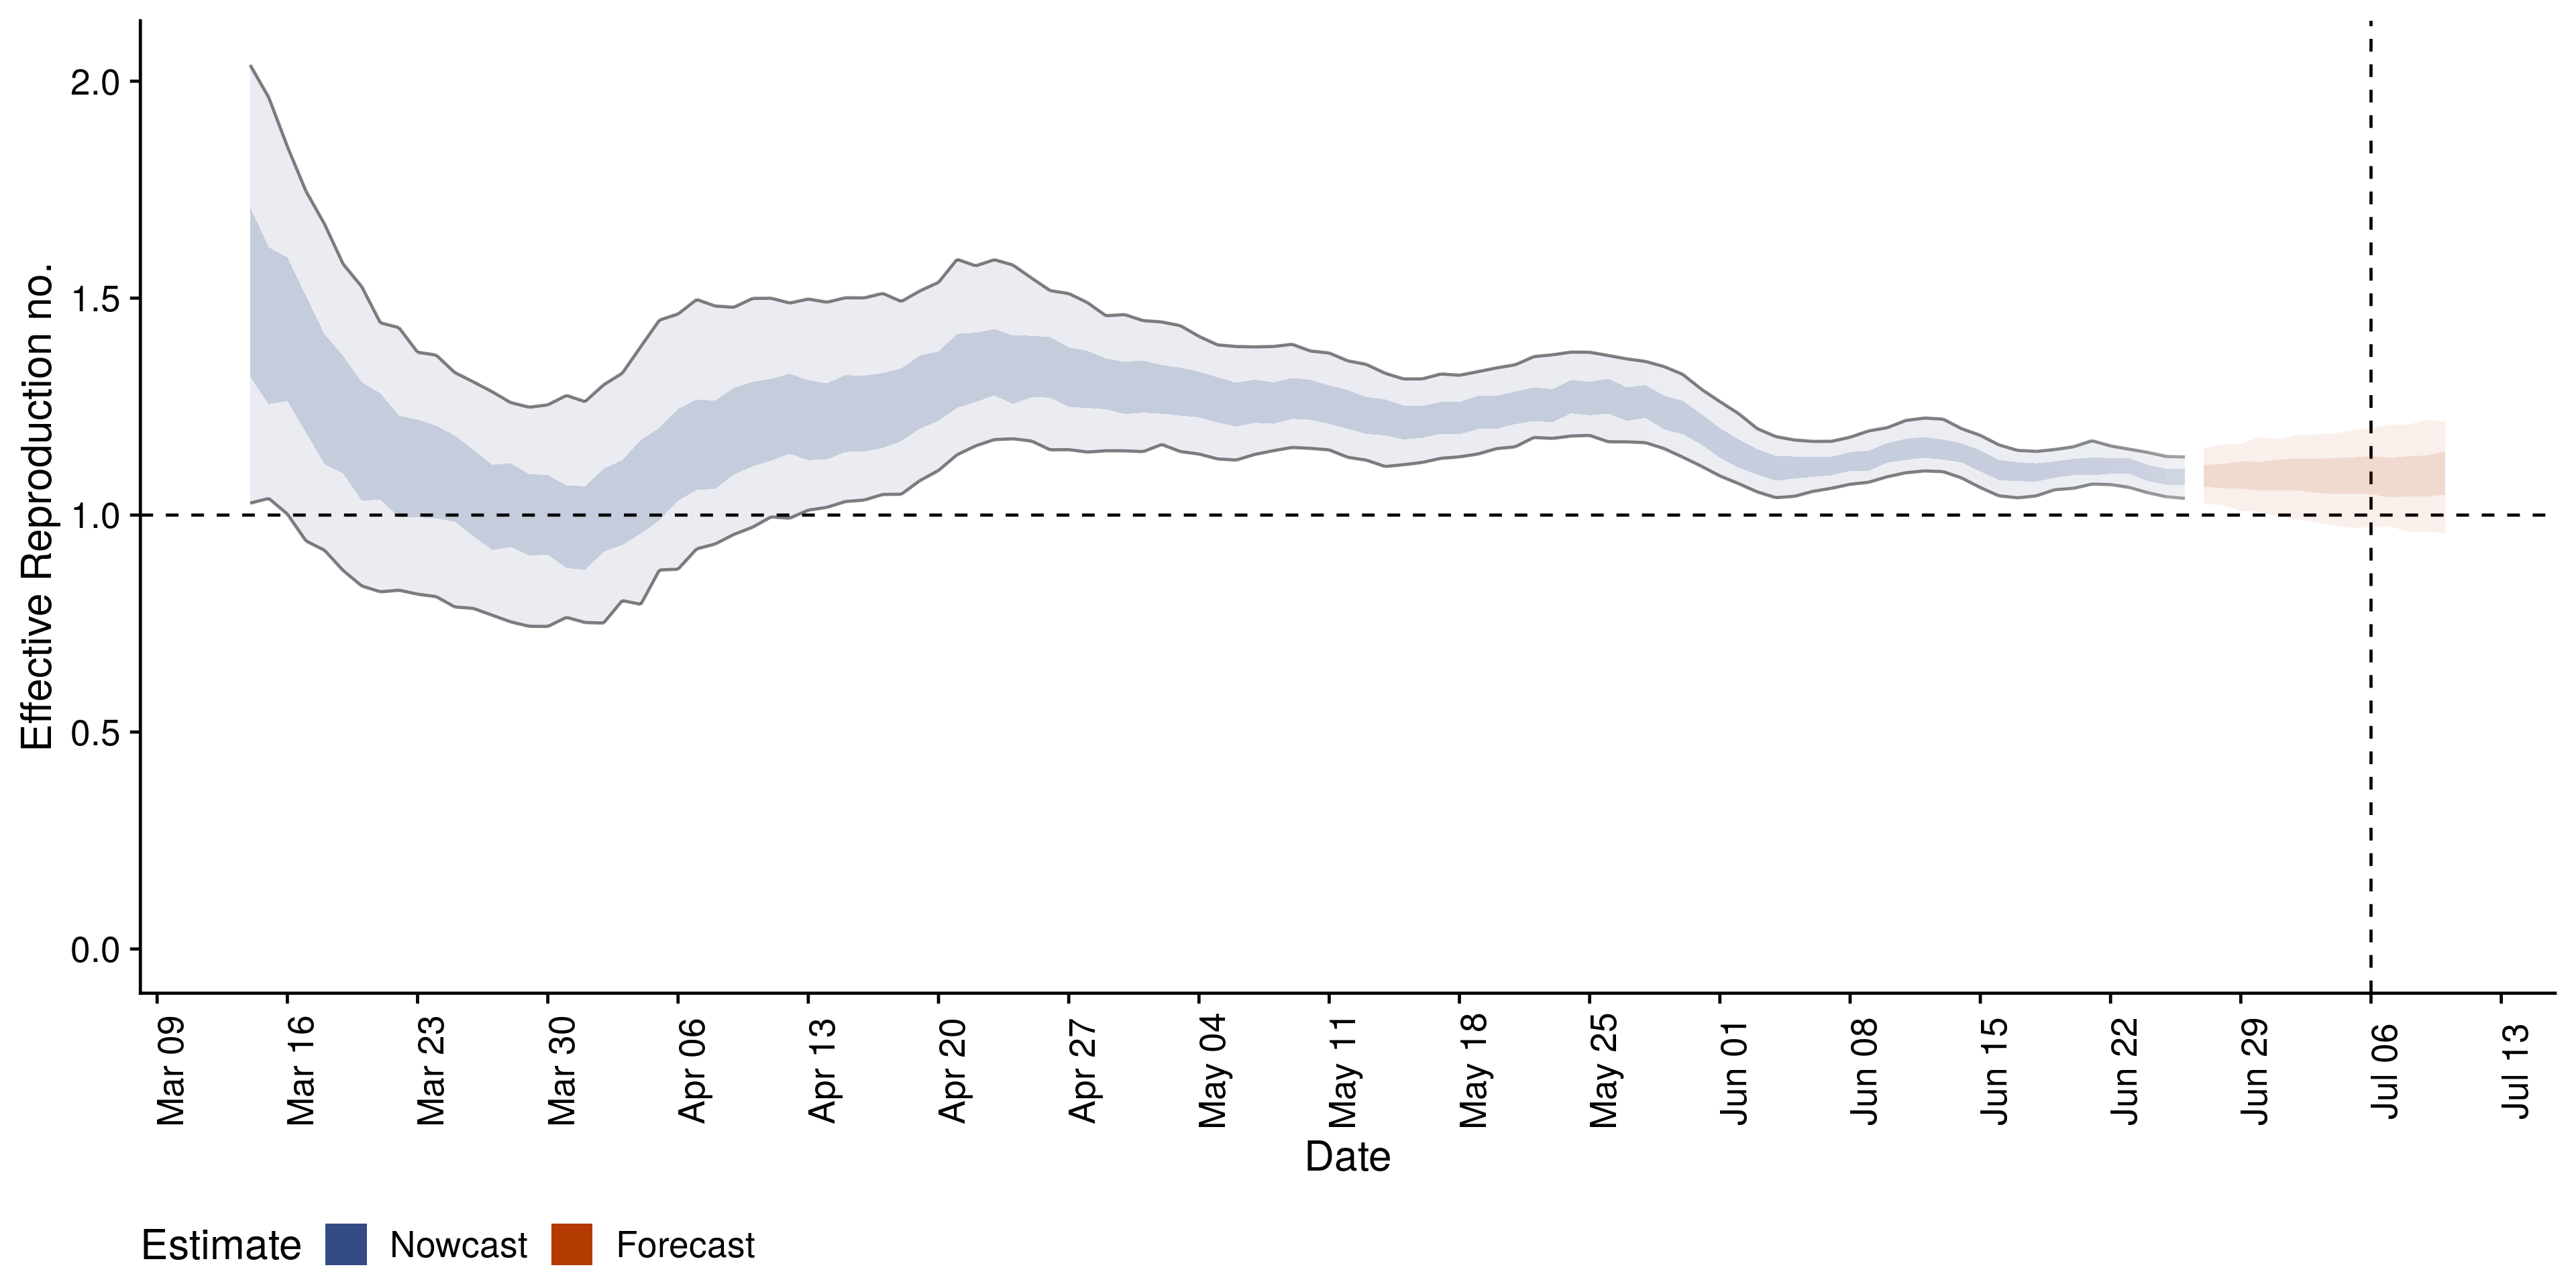 Effective Reproduction no.
2.0
1.5
1.0
0.5
0.0
Mar 09
Mar 16
Mar 23
Mar 30
Apr 06
Apr 13
Apr 20
Apr 27
May 04
May 11
May 18
May 25
Jun 01
Jun 08
Jun 15
Jun 22
Jun 29
Jul 06
Jul 13
Date
Estimate Nowcast Forecast